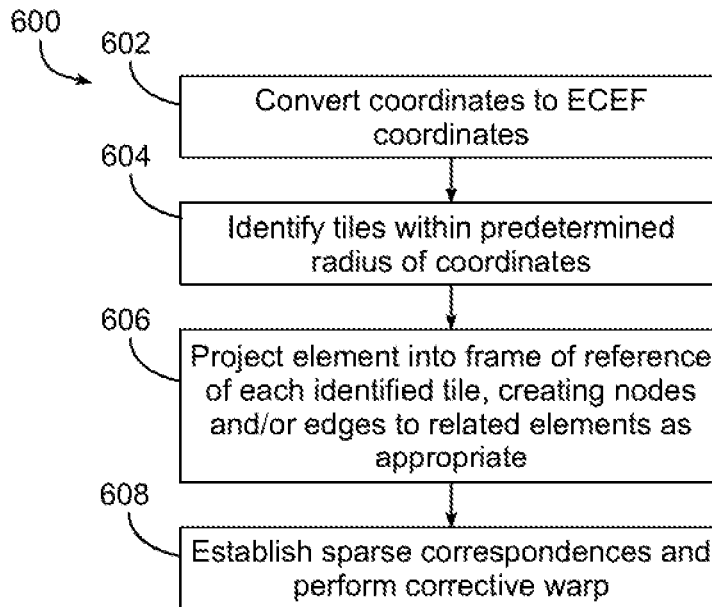 600
602
Convert coordinates to ECEF
coordinates
604
Identify tiles within predetermined
radius of coordinates
606
Project element into frame of reference
of each identified tile, creating nodes
and/or edges to related elements as
appropriate
608
Establish sparse correspondences and
perform corrective warp